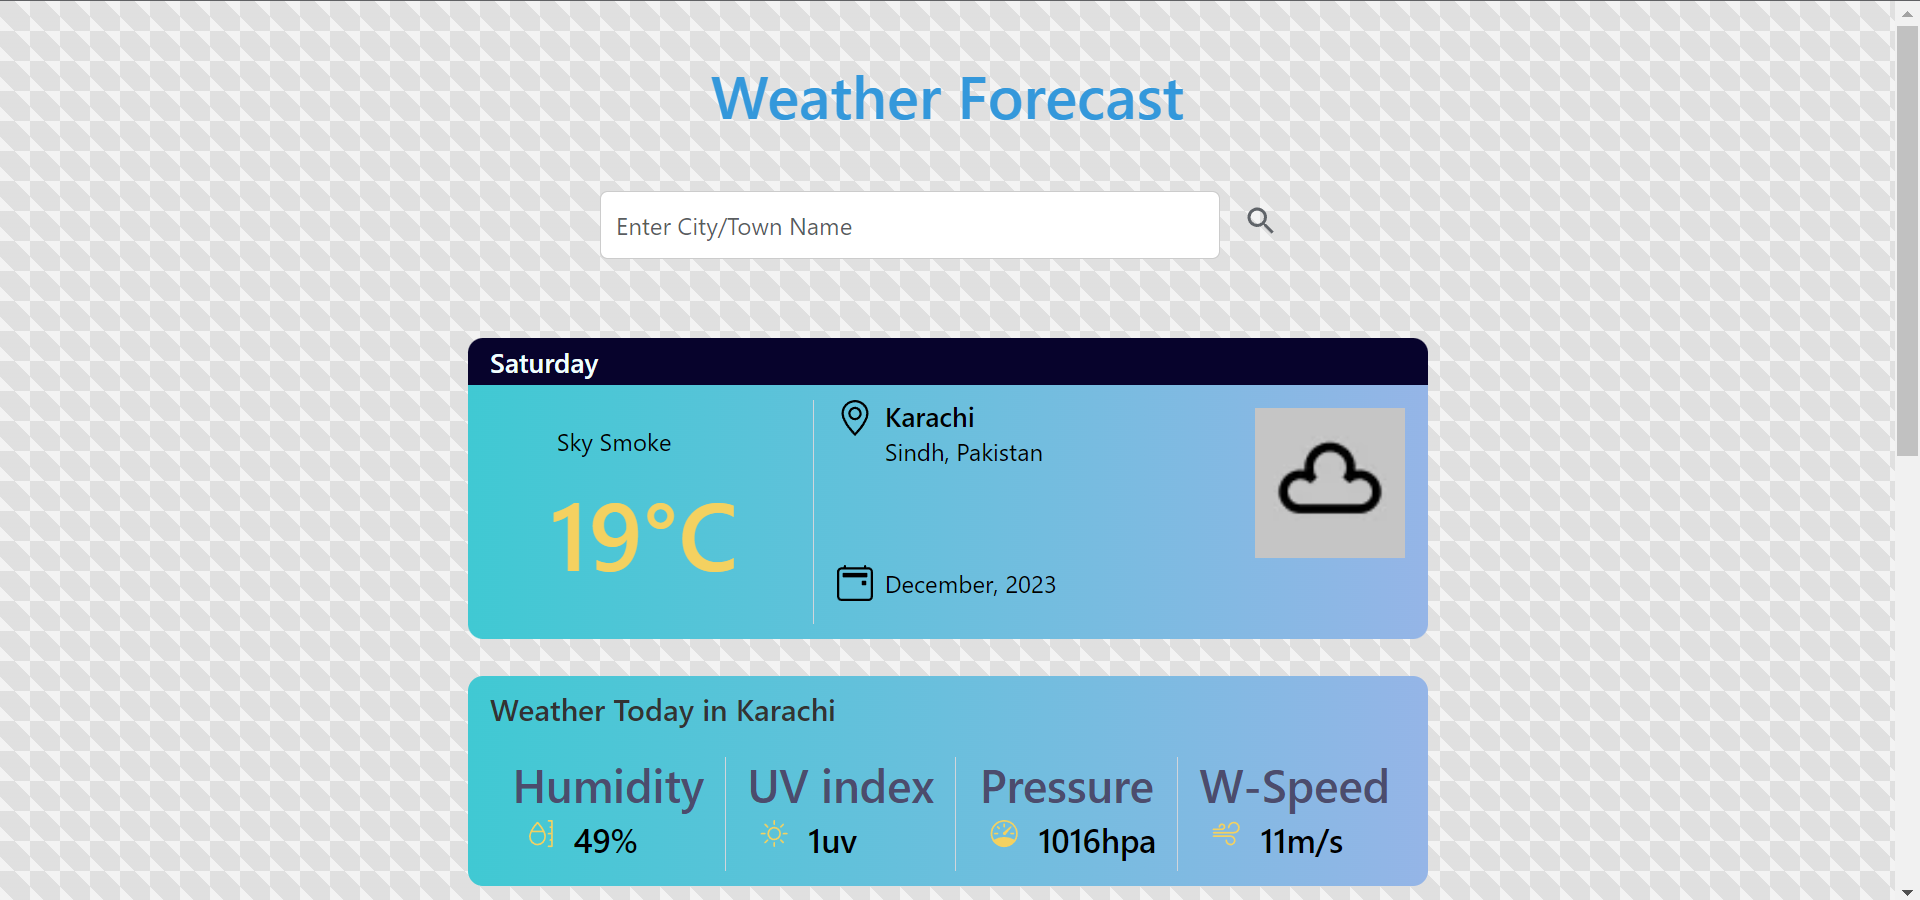 Weather Forecast
Enter City/Town Name
Saturday
Sky Smoke
19°C
Karachi
Sindh, Pakistan
December, 2023
Weather Today in Karachi
Humidity
49%
UV index
1uv
Pressure
1016hpa
W-Speed
11m/s